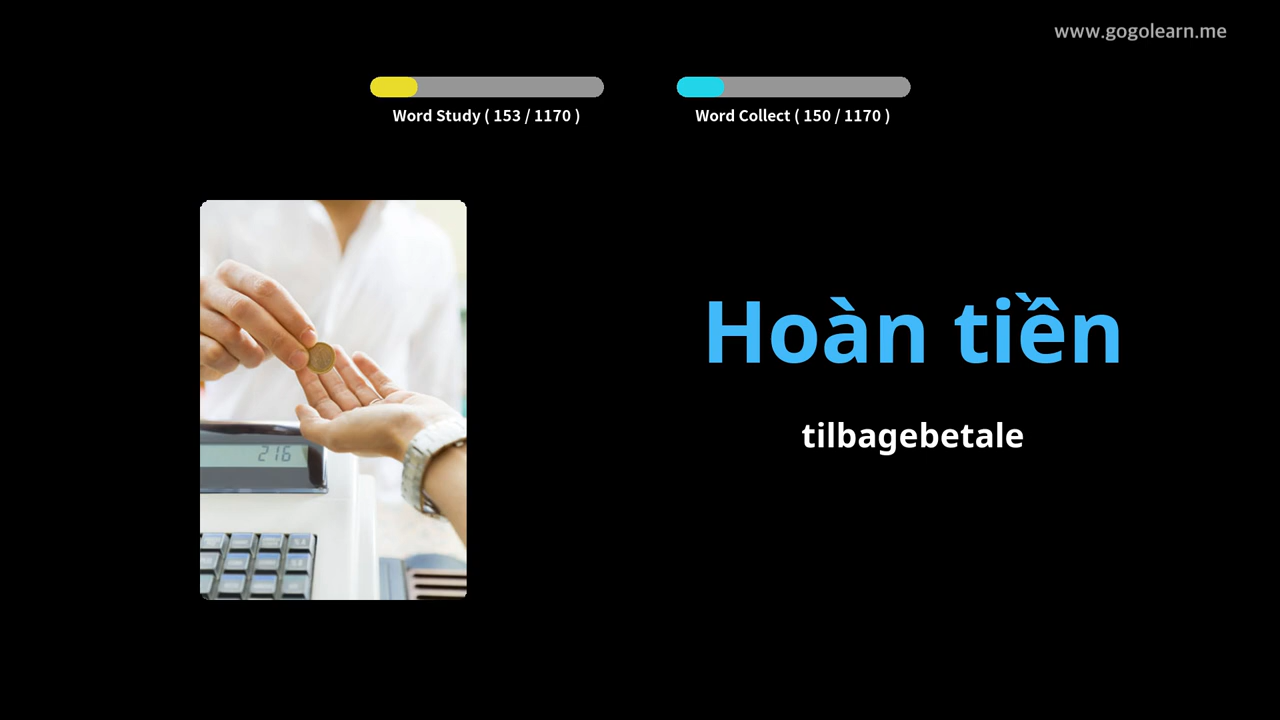 www.gogolearn.me
Word Study ( 153 / 1170 )
Word Collect ( 150 / 1170 )
Hoàn tiền
tilbagebetale
216